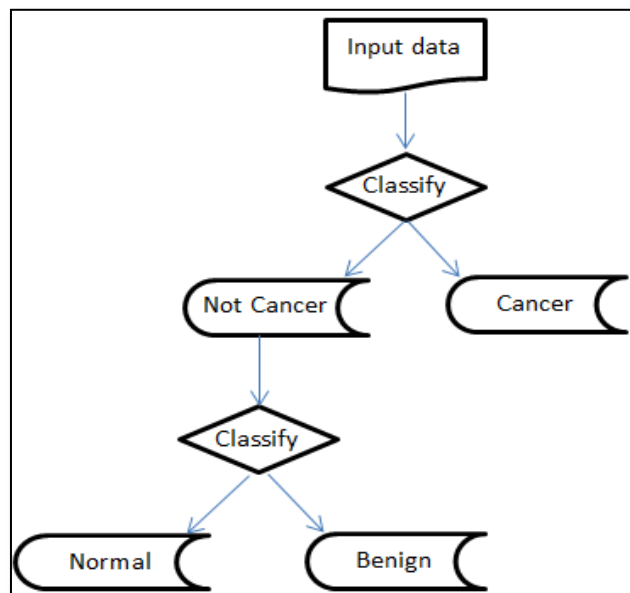 Input data
Classify
Not Cancer
Cancer
Classify
Normal
Benign